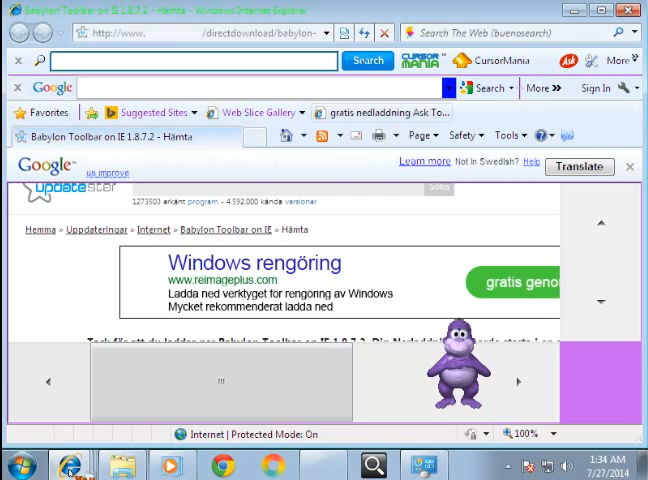 Babylon Toolbar on IE 1.8.7.2 - Hämta - Windows Internet Explorer
http://www. /directdownload/babylon-
Search The Web (buenosearch)
Search
CURSOR MANIA
CursorMania
Ask
More
Google
Search
More »
Sign In
Favorites
Suggested Sites
Web Slice Gallery
gratis nedladdning Ask To...
Babylon Toolbar on IE 1.8.7.2 - Hämta
Page
Safety
Tools
Google
us improve
Learn more
Not in Swedish?
Help
Translate
updatestar
Söka
1273503 erkänt program - 4.592.000 kända versioner
Hemma » Uppdateringar » Internet » Babylon Toolbar on IE » Hämta
Windows rengöring
www.reimageplus.com
Ladda ned verktyget för rengöring av Windows
Mycket rekommenderat ladda ned
gratis geno
Internet | Protected Mode: On
100%
1:34 AM
7/27/2014